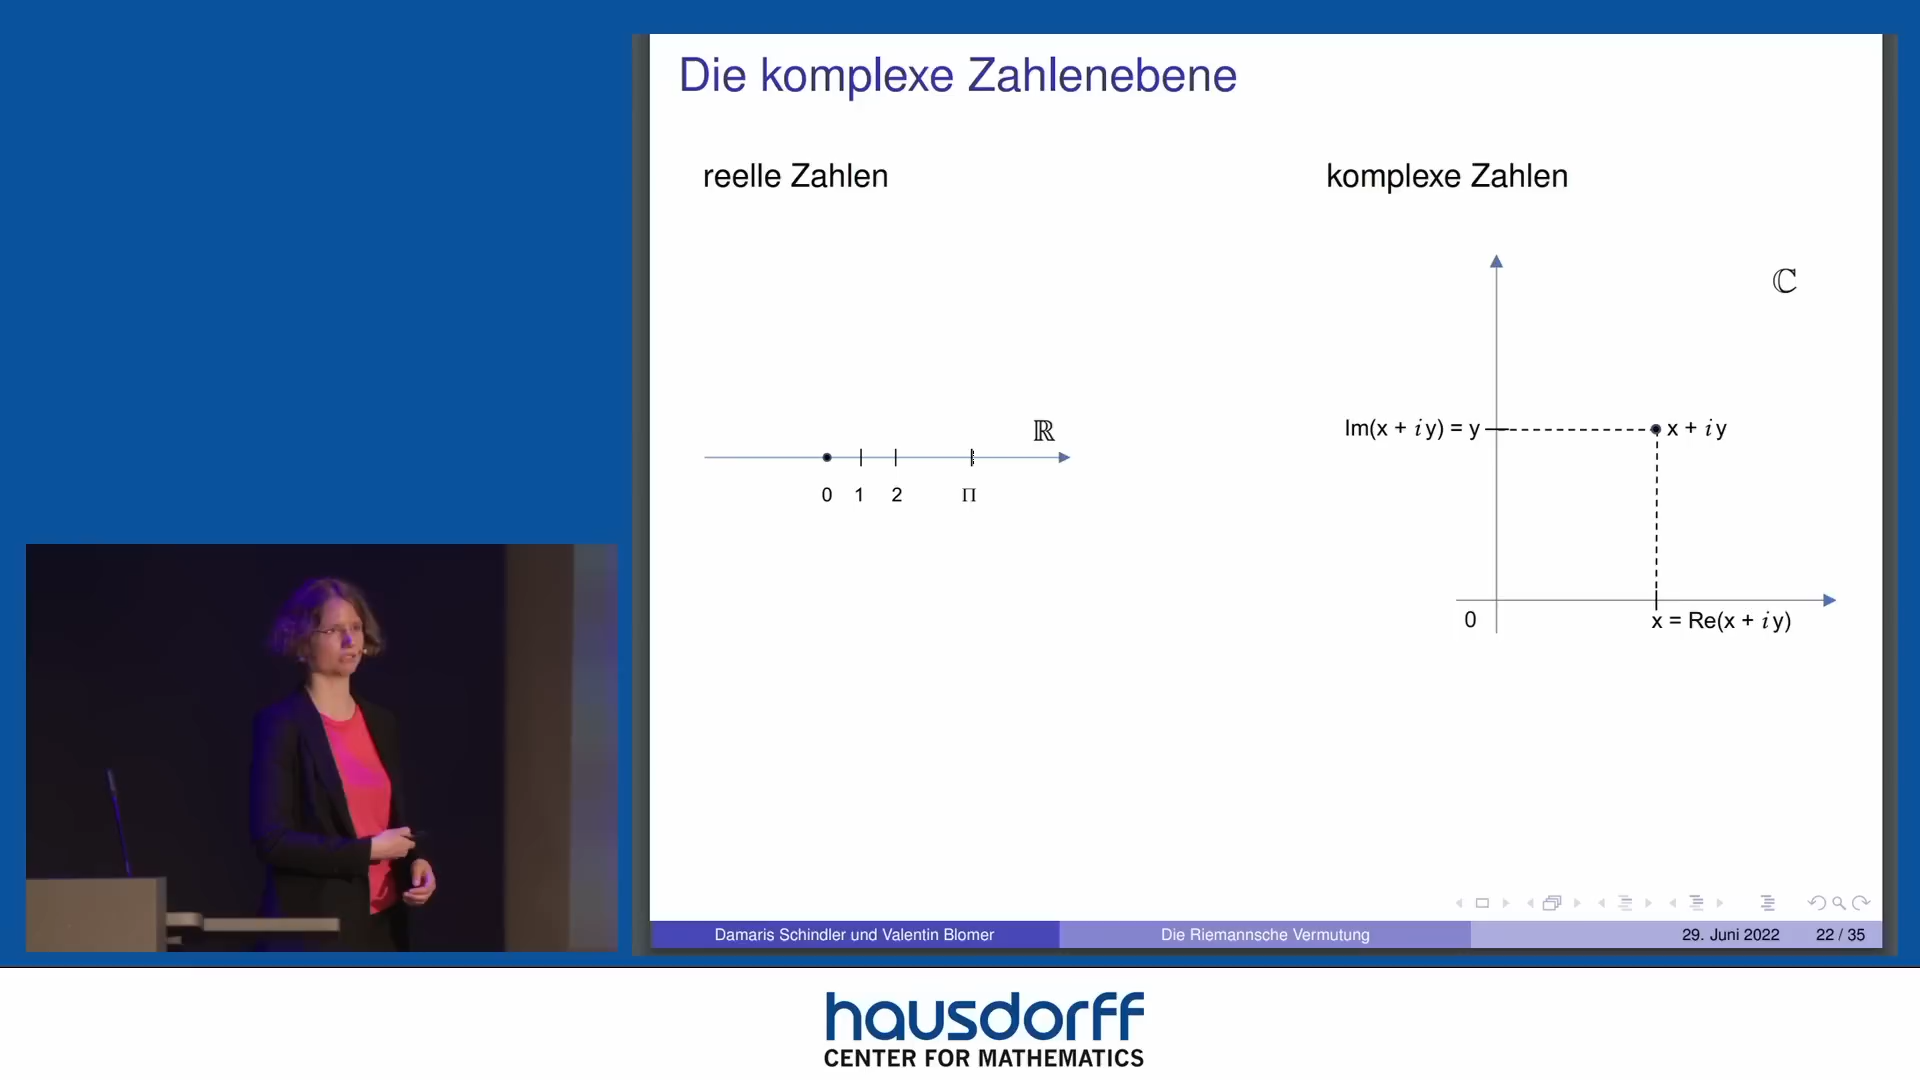 Die komplexe Zahlenebene
reelle Zahlen
komplexe Zahlen
ℝ
0 1 2 Π
ℂ
Im(x + iy) = y
x + iy
0
x = Re(x + iy)
Damaris Schindler und Valentin Blomer
Die Riemannsche Vermutung
29. Juni 2022
22 / 35
hausdorff
CENTER FOR MATHEMATICS